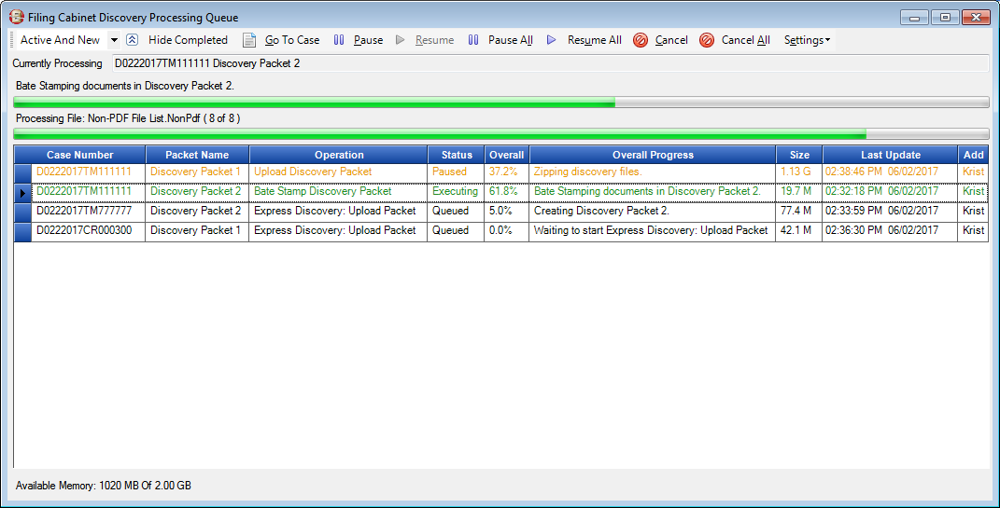 Filing Cabinet Discovery Processing Queue
Active And New Hide Completed Go To Case Pause Resume Pause All Resume All Cancel Cancel All Settings
Currently Processing D0222017TM111111 Discovery Packet 2
Bate Stamping documents in Discovery Packet 2.
Processing File: Non-PDF File List.NonPdf ( 8 of 8 )
Case Number Packet Name Operation Status Overall Overall Progress Size Last Update Add
D0222017TM111111 Discovery Packet 1 Upload Discovery Packet Paused 37.2% Zipping discovery files. 1.13 G 02:38:46 PM 06/02/2017 Krist
D0222017TM111111 Discovery Packet 2 Bate Stamp Discovery Packet Executing 61.8% Bate Stamping documents in Discovery Packet 2. 19.7 M 02:32:18 PM 06/02/2017 Krist
D0222017TM777777 Discovery Packet 2 Express Discovery: Upload Packet Queued 5.0% Creating Discovery Packet 2. 77.4 M 02:33:59 PM 06/02/2017 Krist
D0222017CR000300 Discovery Packet 1 Express Discovery: Upload Packet Queued 0.0% Waiting to start Express Discovery: Upload Packet 42.1 M 02:36:30 PM 06/02/2017 Krist
Available Memory: 1020 MB Of 2.00 GB